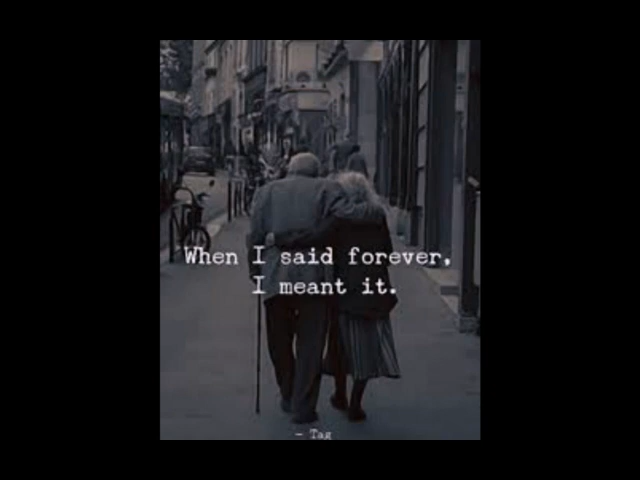 When I said forever,
I meant it.
- Tag